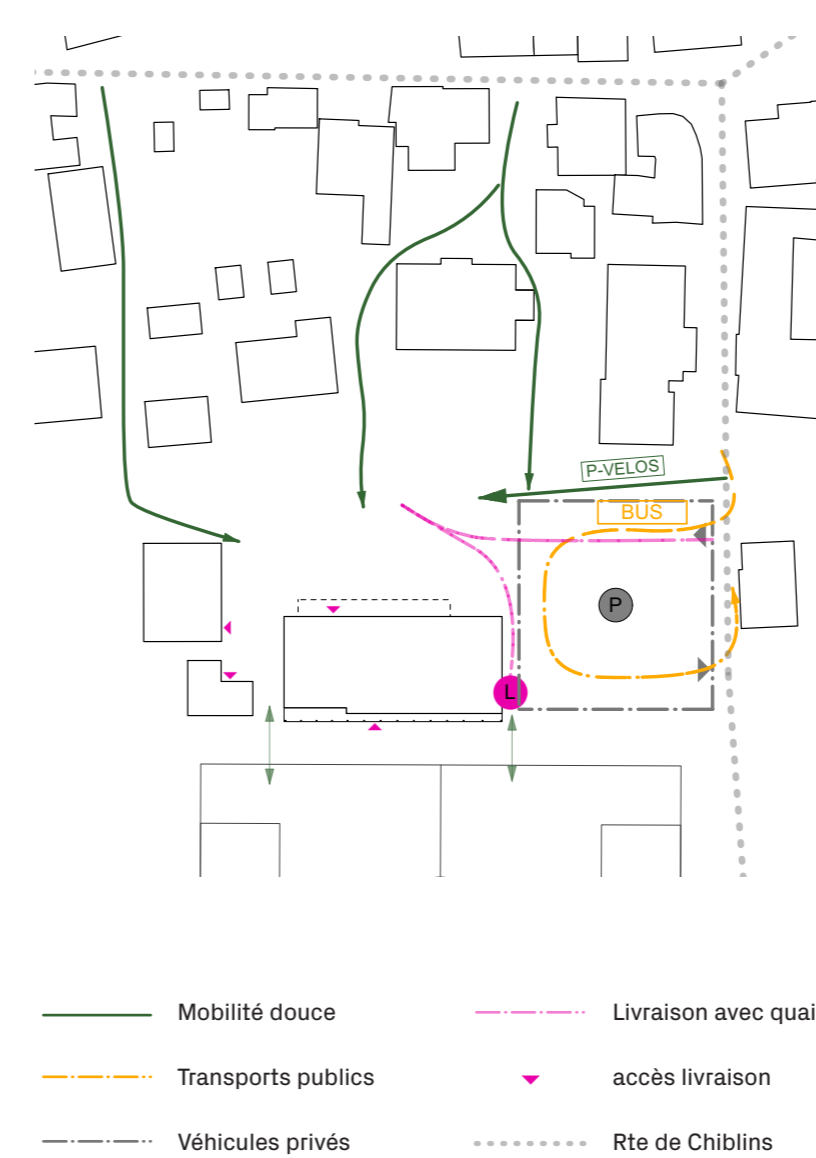 P-VELOS
BUS
P
L
Mobilité douce
Livraison avec quai
Transports publics
accès livraison
Véhicules privés
Rte de Chiblins